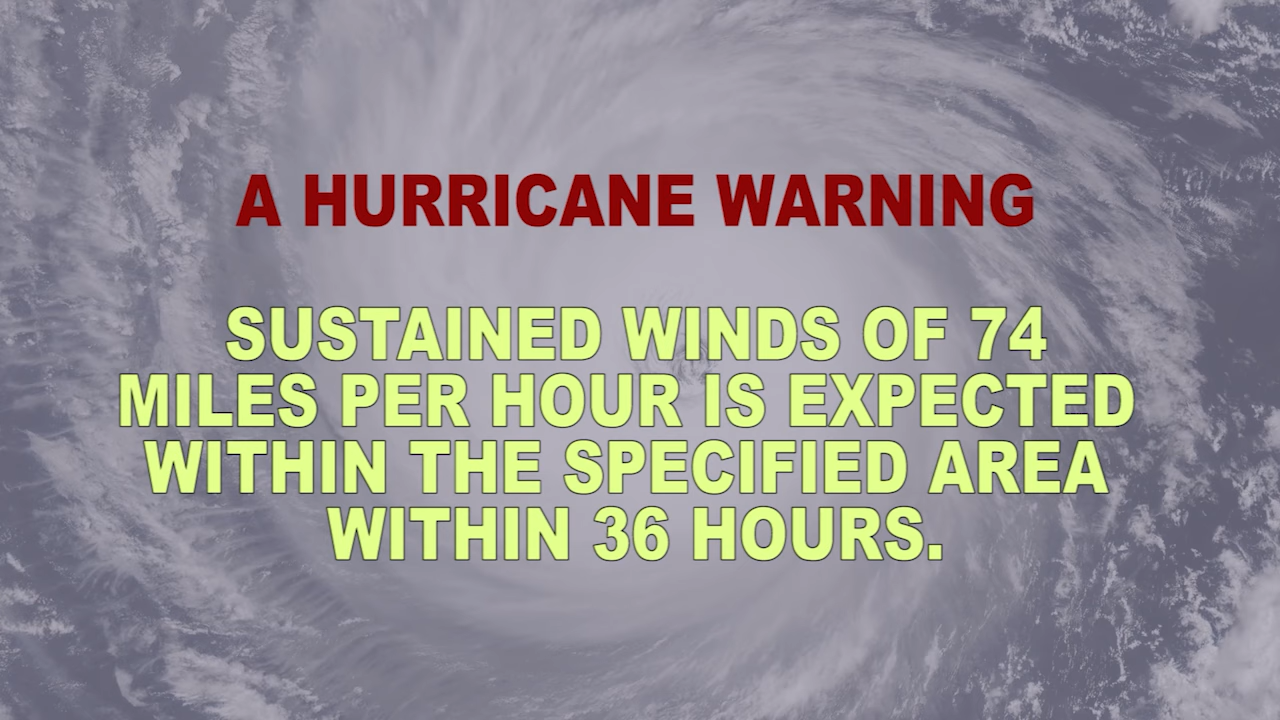 A HURRICANE WARNING
SUSTAINED WINDS OF 74
MILES PER HOUR IS EXPECTED
WITHIN THE SPECIFIED AREA
WITHIN 36 HOURS.